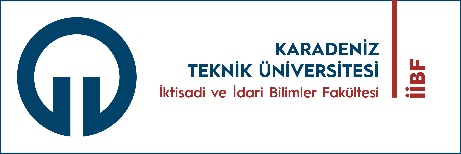 KARADENİZ
TEKNİK ÜNİVERSİTESİ
İktisadi ve İdari Bilimler Fakültesi
İİBF